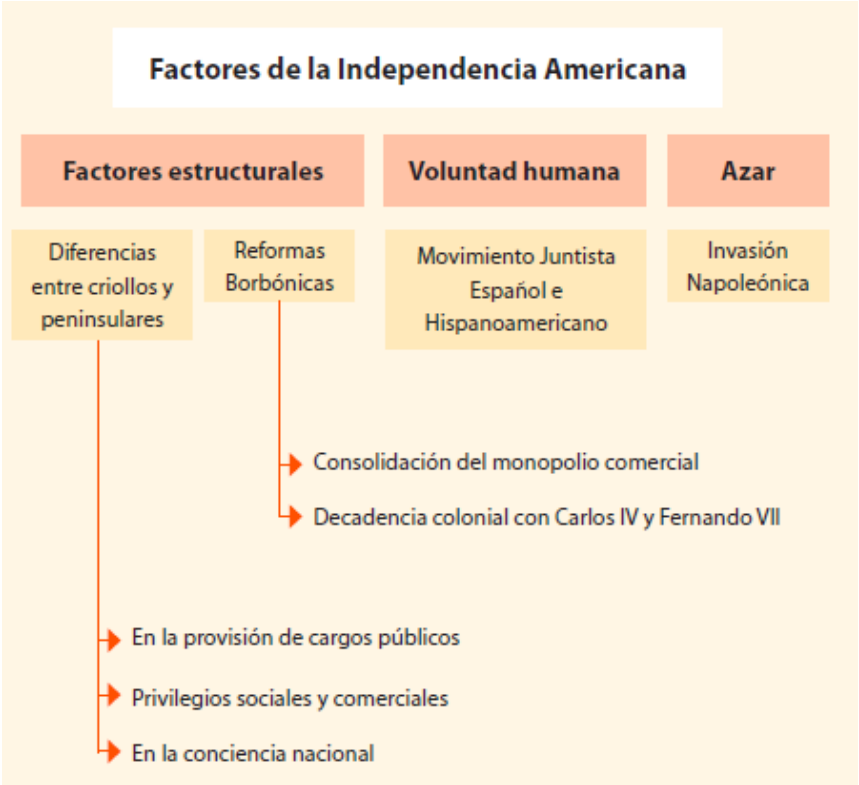 Factores de la Independencia Americana
Factores estructurales
Voluntad humana
Azar
Diferencias
entre criollos y
peninsulares
Reformas
Borbónicas
Movimiento Juntista
Español e
Hispanoamericano
Invasión
Napoleónica
Consolidación del monopolio comercial
Decadencia colonial con Carlos IV y Fernando VII
En la provisión de cargos públicos
Privilegios sociales y comerciales
En la conciencia nacional